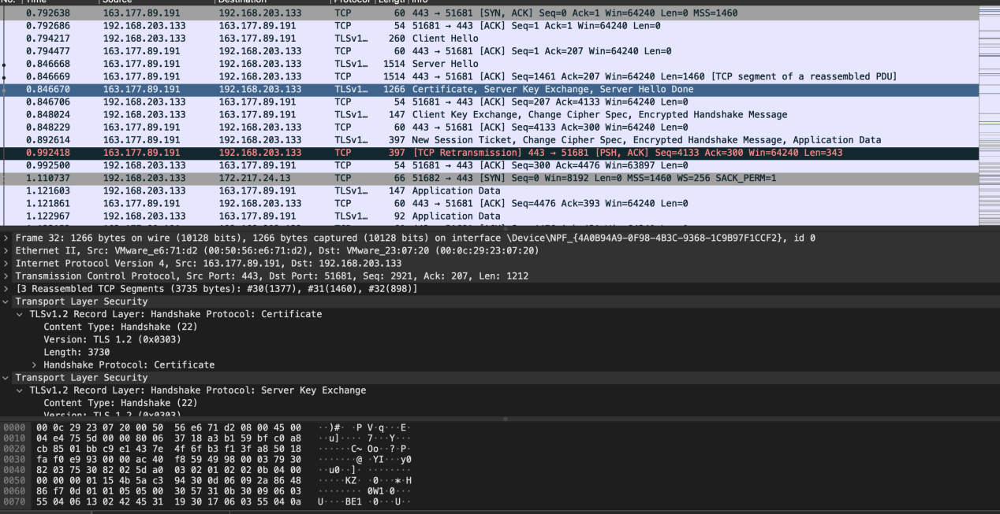 No. Time Source Destination Protocol Length Info
0.792638 163.177.89.191 192.168.203.133 TCP 60 443 → 51681 [SYN, ACK] Seq=0 Ack=1 Win=64240 Len=0 MSS=1460
0.792686 192.168.203.133 163.177.89.191 TCP 54 51681 → 443 [ACK] Seq=1 Ack=1 Win=64240 Len=0
0.794217 192.168.203.133 163.177.89.191 TLSv1… 260 Client Hello
0.794477 163.177.89.191 192.168.203.133 TCP 60 443 → 51681 [ACK] Seq=1 Ack=207 Win=64240 Len=0
0.846668 163.177.89.191 192.168.203.133 TLSv1… 1514 Server Hello
0.846669 163.177.89.191 192.168.203.133 TCP 1514 443 → 51681 [ACK] Seq=1461 Ack=207 Win=64240 Len=1460 [TCP segment of a reassembled PDU]
0.846670 163.177.89.191 192.168.203.133 TLSv1… 1266 Certificate, Server Key Exchange, Server Hello Done
0.846706 192.168.203.133 163.177.89.191 TCP 54 51681 → 443 [ACK] Seq=207 Ack=4133 Win=64240 Len=0
0.848024 192.168.203.133 163.177.89.191 TLSv1… 147 Client Key Exchange, Change Cipher Spec, Encrypted Handshake Message
0.848229 163.177.89.191 192.168.203.133 TCP 60 443 → 51681 [ACK] Seq=4133 Ack=300 Win=64240 Len=0
0.892614 163.177.89.191 192.168.203.133 TLSv1… 397 New Session Ticket, Change Cipher Spec, Encrypted Handshake Message, Application Data
0.992418 163.177.89.191 192.168.203.133 TCP 397 [TCP Retransmission] 443 → 51681 [PSH, ACK] Seq=4133 Ack=300 Win=64240 Len=343
0.992500 192.168.203.133 163.177.89.191 TCP 54 51681 → 443 [ACK] Seq=300 Ack=4476 Win=63897 Len=0
1.110737 192.168.203.133 172.217.24.13 TCP 66 51682 → 443 [SYN] Seq=0 Win=8192 Len=0 MSS=1460 WS=256 SACK_PERM=1
1.121603 192.168.203.133 163.177.89.191 TLSv1… 147 Application Data
1.121861 163.177.89.191 192.168.203.133 TCP 60 443 → 51681 [ACK] Seq=4476 Ack=393 Win=64240 Len=0
1.122967 192.168.203.133 163.177.89.191 TLSv1… 92 Application Data
Frame 32: 1266 bytes on wire (10128 bits), 1266 bytes captured (10128 bits) on interface \Device\NPF_{4A0B94A9-0F98-4B3C-9368-1C9B97F1CCF2}, id 0
Ethernet II, Src: VMware_e6:71:d2 (00:50:56:e6:71:d2), Dst: VMware_23:07:20 (00:0c:29:23:07:20)
Internet Protocol Version 4, Src: 163.177.89.191, Dst: 192.168.203.133
Transmission Control Protocol, Src Port: 443, Dst Port: 51681, Seq: 2921, Ack: 207, Len: 1212
[3 Reassembled TCP Segments (3735 bytes): #30(1377), #31(1460), #32(898)]
Transport Layer Security
TLSv1.2 Record Layer: Handshake Protocol: Certificate
Content Type: Handshake (22)
Version: TLS 1.2 (0x0303)
Length: 3730
Handshake Protocol: Certificate
Transport Layer Security
TLSv1.2 Record Layer: Handshake Protocol: Server Key Exchange
Content Type: Handshake (22)
Version: TLS 1.2 (0x0303)
0000 00 0c 29 23 07 20 00 50 56 e6 71 d2 08 00 45 00 ··)#· ·P V·q···E·
0010 04 e4 75 5d 00 00 80 06 37 18 a3 b1 59 bf c0 a8 ··u]···· 7···Y···
0020 cb 85 01 bb c9 e1 43 7e 4f 6f b3 f1 3f a8 50 18 ······C~ Oo··?·P·
0030 fa f0 e9 93 00 00 ac 40 f8 59 49 98 00 03 79 30 ·······@ ·YI···y0
0040 82 03 75 30 82 02 5d a0 03 02 01 02 02 0b 04 00 ··u0··]· ········
0050 00 00 00 01 15 4b 5a c3 94 30 0d 06 09 2a 86 48 ·····KZ· ·0···*·H
0060 86 f7 0d 01 01 05 05 00 30 57 31 0b 30 09 06 03 ········ 0W1·0···
0070 55 04 06 13 02 42 45 31 19 30 17 06 03 55 04 0a U····BE1 ·0···U··